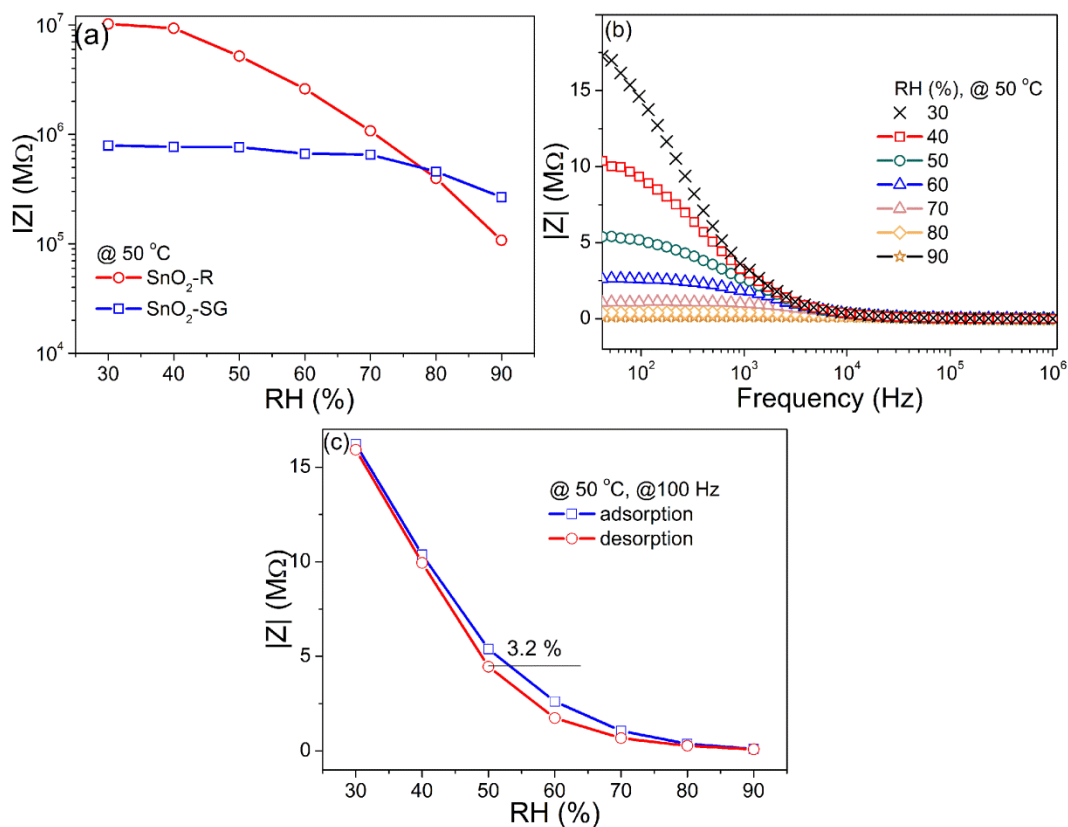 (a)
10⁷
10⁶
10⁵
10⁴
|Z| (MΩ)
@ 50 °C
SnO₂-R
SnO₂-SG
30 40 50 60 70 80 90
RH (%)
(b)
15
10
5
0
|Z| (MΩ)
RH (%), @ 50 °C
30
40
50
60
70
80
90
10² 10³ 10⁴ 10⁵ 10⁶
Frequency (Hz)
(c)
15
10
5
0
|Z| (MΩ)
@ 50 °C, @100 Hz
adsorption
desorption
3.2 %
30 40 50 60 70 80 90
RH (%)